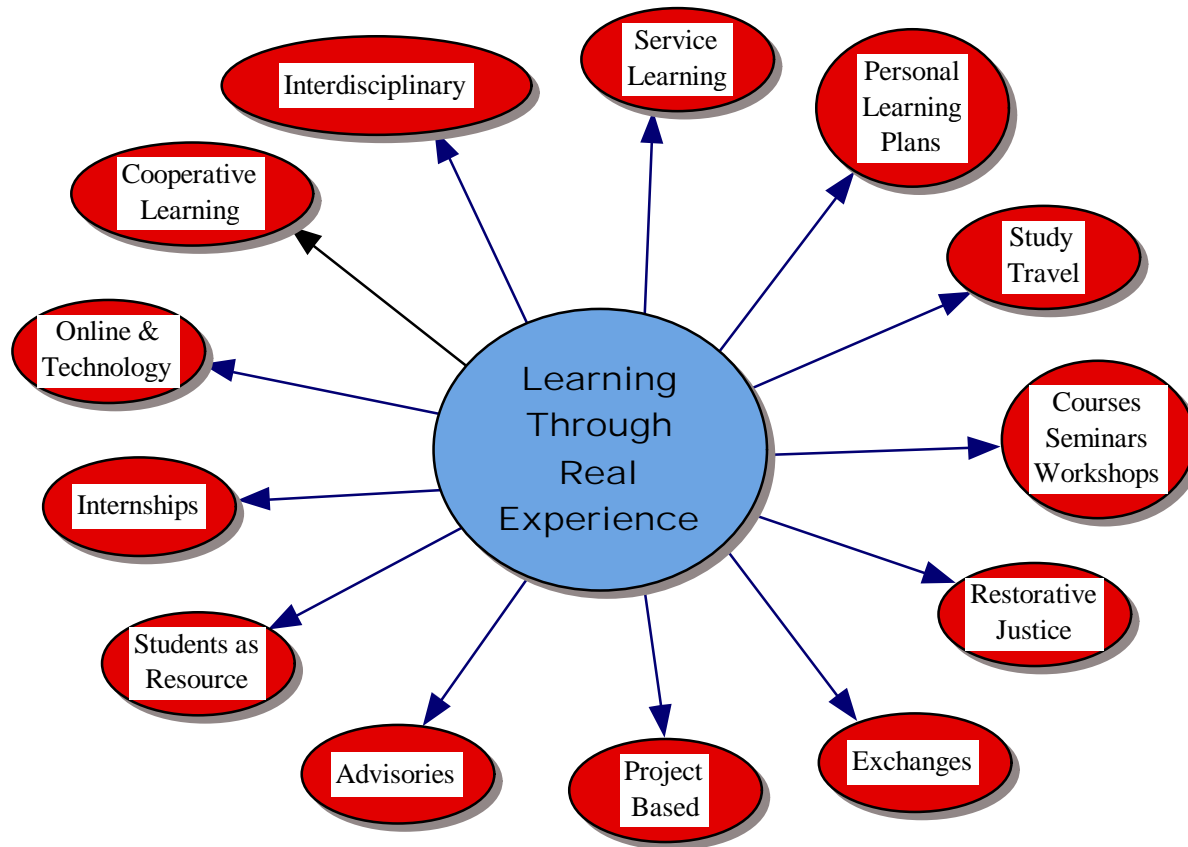 Interdisciplinary
Service
Learning
Personal
Learning
Plans
Cooperative
Learning
Study
Travel
Online &
Technology
Learning
Through
Real
Experience
Courses
Seminars
Workshops
Internships
Restorative
Justice
Students as
Resource
Advisories
Project
Based
Exchanges